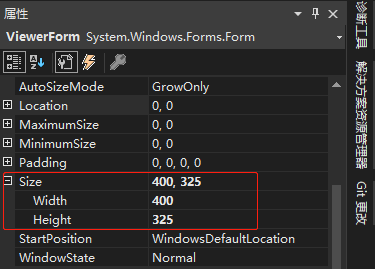 属性
ViewerForm System.Windows.Forms.Form
AutoSizeMode GrowOnly
Location 0, 0
MaximumSize 0, 0
MinimumSize 0, 0
Padding 0, 0, 0, 0
Size 400, 325
Width 400
Height 325
StartPosition WindowsDefaultLocation
WindowState Normal
诊断工具
解决方案资源管理器
Git 更改